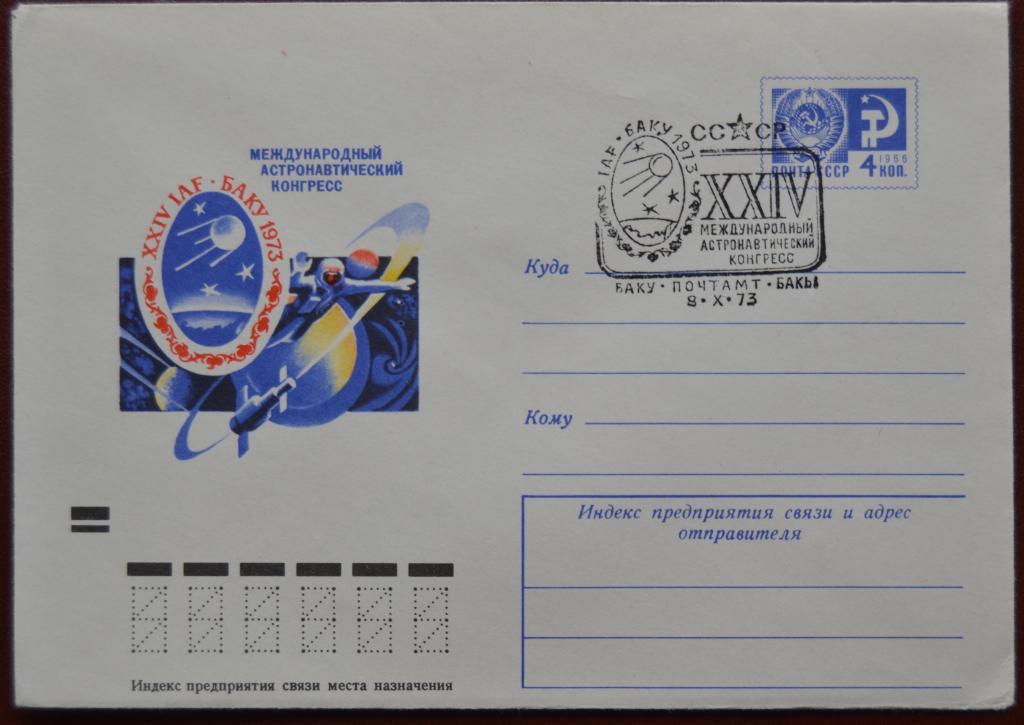 МЕЖДУНАРОДНЫЙ
АСТРОНАВТИЧЕСКИЙ
КОНГРЕСС
XXIV IAF · БАКУ 1973
IAF · БАКУ 1973
СССР
XXIV
МЕЖДУНАРОДНЫЙ
АСТРОНАВТИЧЕСКИЙ
КОНГРЕСС
БАКУ · ПОЧТАМТ · БАКЫ
8·X·73
1966
ПОЧТА СССР 4 КОП.
Куда
Кому
Индекс предприятия связи и адрес
отправителя
Индекс предприятия связи места назначения